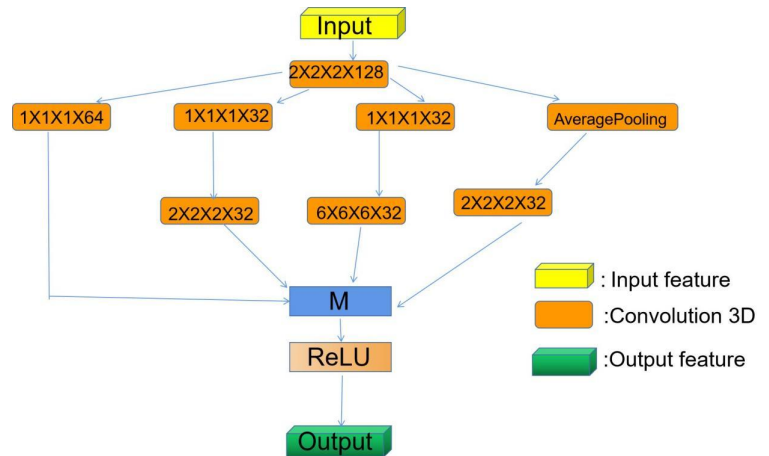 Input
2X2X2X128
1X1X1X64
1X1X1X32
1X1X1X32
AveragePooling
2X2X2X32
6X6X6X32
2X2X2X32
M
ReLU
Output
: Input feature
:Convolution 3D
:Output feature